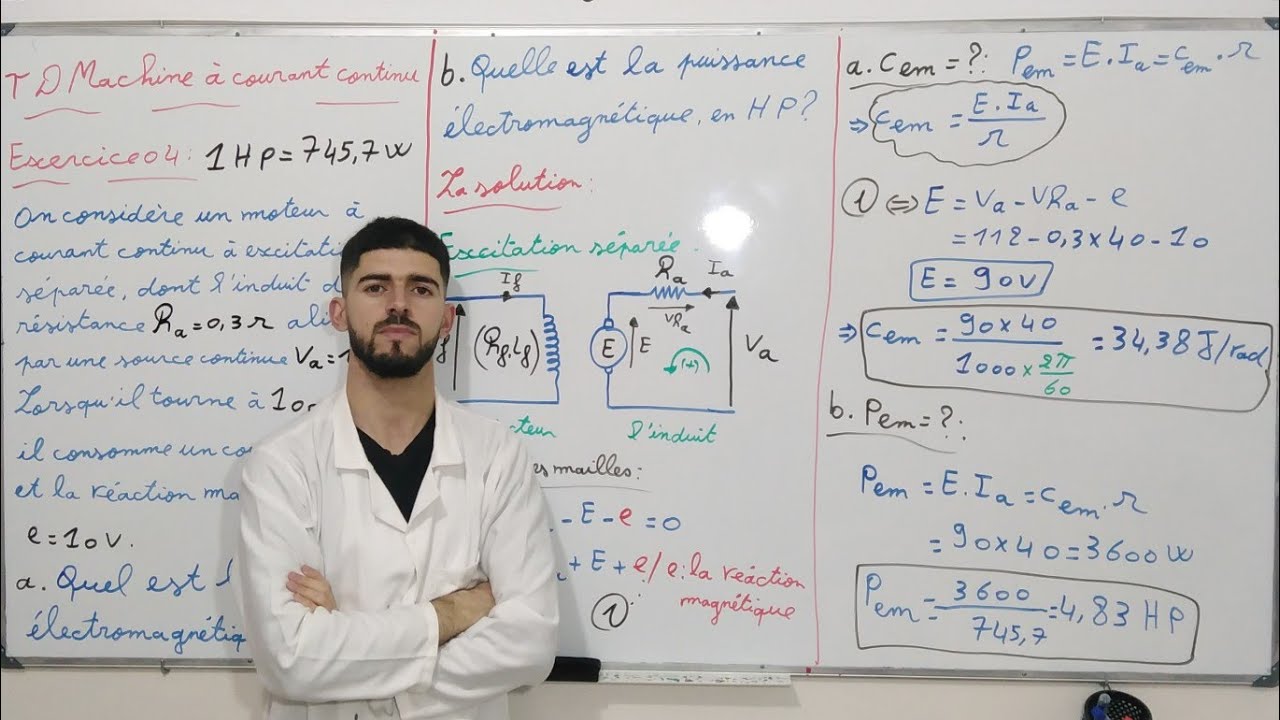 TD Machine à courant continu
Exercice 04: 1 HP = 745,7 W
On considère un moteur à
courant continu à
séparée, dont l'induit
résistance Ra = 0,3 Ω
par une source continue Va =
Lorsqu'il tourne à
il consomme un
et la réaction
e = 10 V.
a. Quel est
b. Quelle est la puissance
électromagnétique, en HP?
La solution:
Excitation séparée.
If
(Rf, Lf)
Ra
Ia
VRa
E
E
(+)
Va
l'induit
mailles:
- E - e = 0
+ E + e / e: la réaction
magnétique
①
a. Cem = ?: Pem = E.Ia = Cem.Ω
⇒ Cem = E.Ia / Ω
① ⇔ E = Va - VRa - e
= 112 - 0,3 x 40 - 10
E = 90 V
⇒ Cem = 90 x 40 / 1000 x 2π/60 = 34,38 J/rad
b. Pem = ?:
Pem = E.Ia = Cem.Ω
= 90 x 40 = 3600 W
Pem = 3600 / 745,7 = 4,83 HP